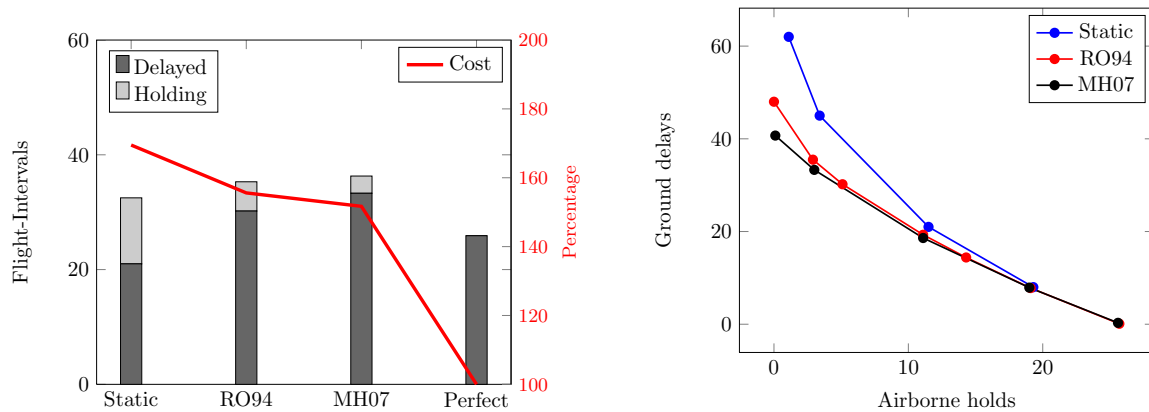 60
40
20
0
Flight-Intervals
Delayed
Holding
Cost
200
180
160
140
120
100
Percentage
Static RO94 MH07 Perfect
60
40
20
0
Ground delays
Static
RO94
MH07
0 10 20
Airborne holds